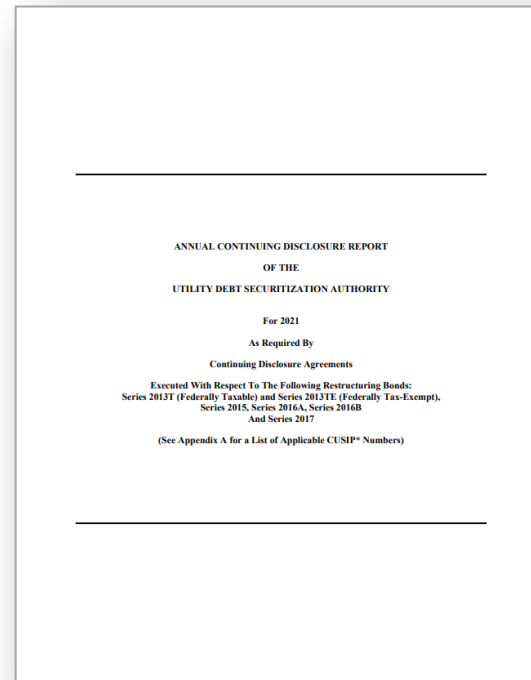 ANNUAL CONTINUING DISCLOSURE REPORT
OF THE
UTILITY DEBT SECURITIZATION AUTHORITY
For 2021
As Required By
Continuing Disclosure Agreements
Executed With Respect To The Following Restructuring Bonds:
Series 2013T (Federally Taxable) and Series 2013TE (Federally Tax-Exempt),
Series 2015, Series 2016A, Series 2016B
And Series 2017
(See Appendix A for a List of Applicable CUSIP* Numbers)